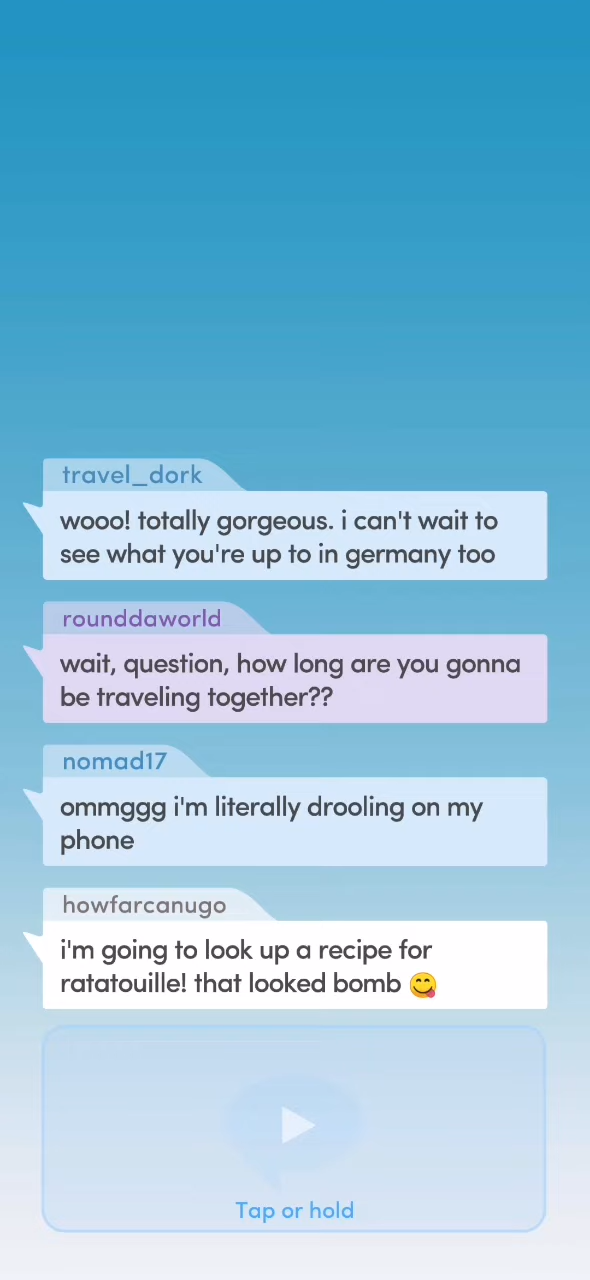 travel_dork
wooo! totally gorgeous. i can't wait to
see what you're up to in germany too
rounddaworld
wait, question, how long are you gonna
be traveling together??
nomad17
ommggg i'm literally drooling on my
phone
howfarcanugo
i'm going to look up a recipe for
ratatouille! that looked bomb 😋
Tap or hold